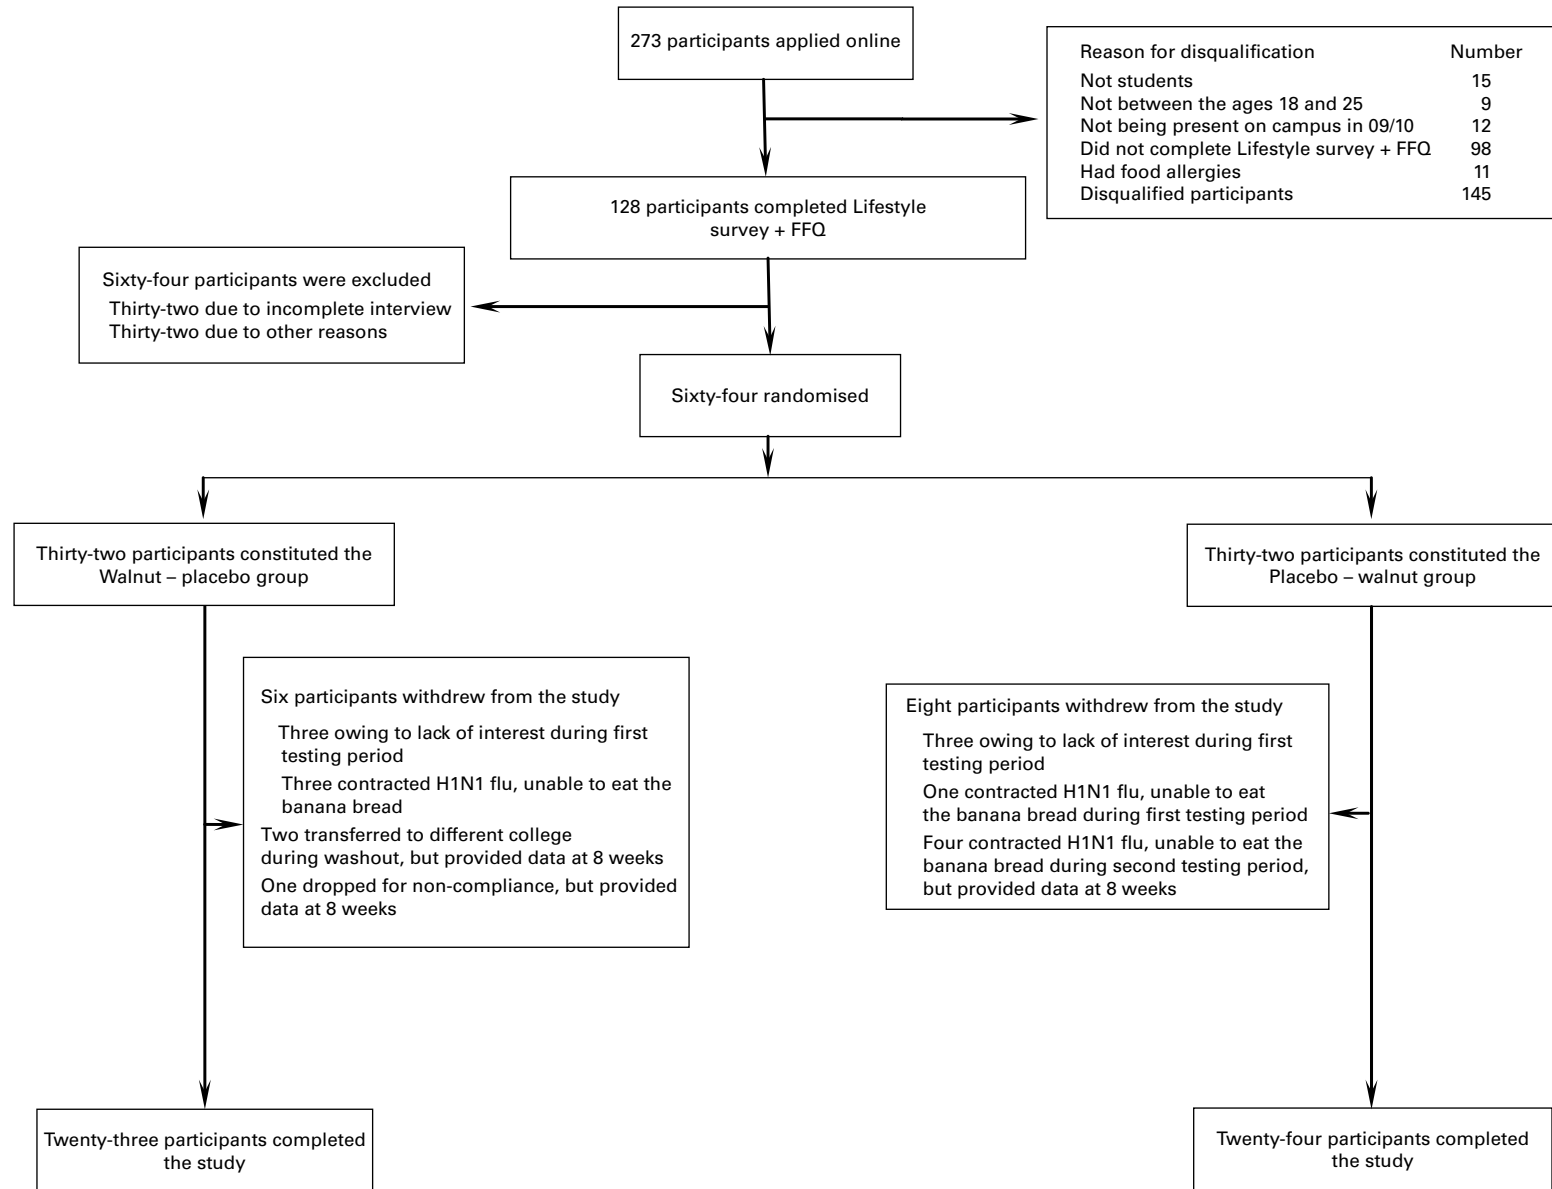 273 participants applied online
Reason for disqualification Number
Not students 15
Not between the ages 18 and 25 9
Not being present on campus in 09/10 12
Did not complete Lifestyle survey + FFQ 98
Had food allergies 11
Disqualified participants 145
128 participants completed Lifestyle
survey + FFQ
Sixty-four participants were excluded
Thirty-two due to incomplete interview
Thirty-two due to other reasons
Sixty-four randomised
Thirty-two participants constituted the
Walnut – placebo group
Thirty-two participants constituted the
Placebo – walnut group
Six participants withdrew from the study
Three owing to lack of interest during first
testing period
Three contracted H1N1 flu, unable to eat the
banana bread
Two transferred to different college
during washout, but provided data at 8 weeks
One dropped for non-compliance, but provided
data at 8 weeks
Eight participants withdrew from the study
Three owing to lack of interest during first
testing period
One contracted H1N1 flu, unable to eat
the banana bread during first testing period
Four contracted H1N1 flu, unable to eat the
banana bread during second testing period,
but provided data at 8 weeks
Twenty-three participants completed
the study
Twenty-four participants completed
the study